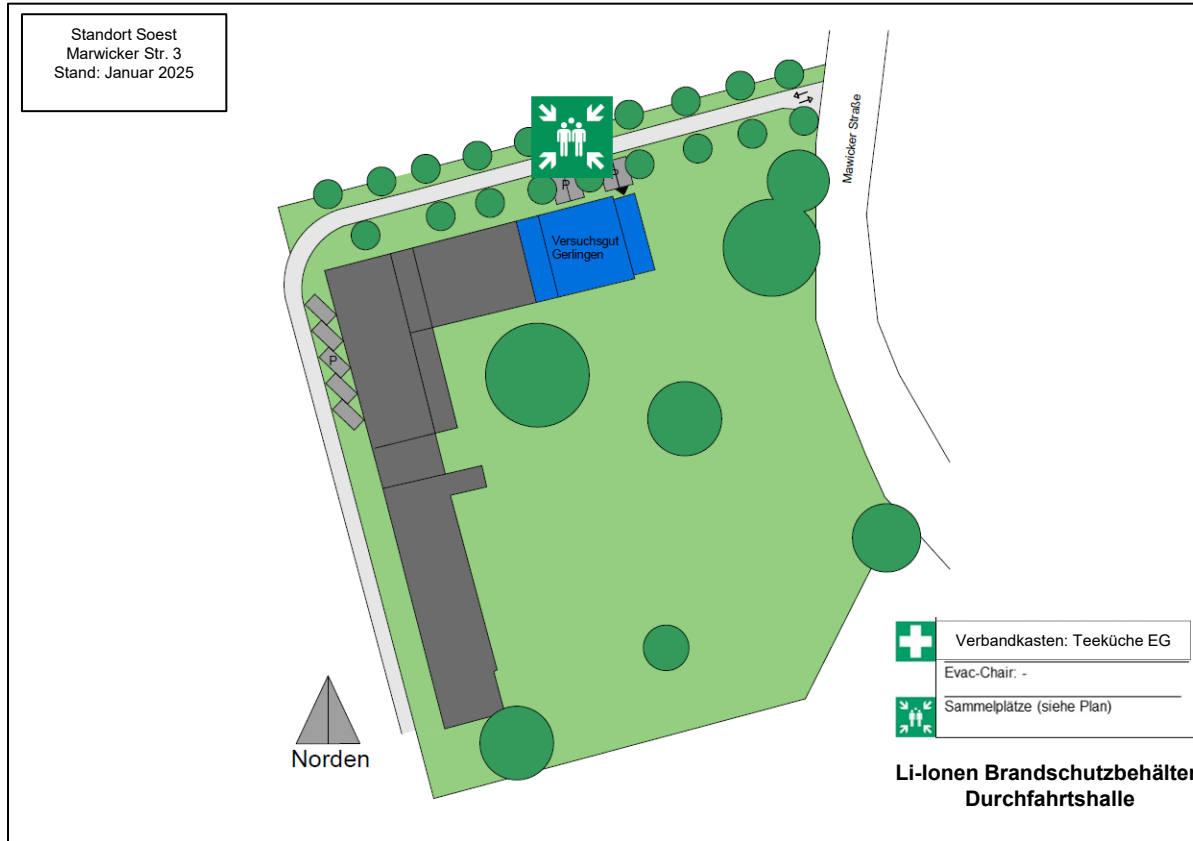 Standort Soest
Marwicker Str. 3
Stand: Januar 2025
Mawicker Straße
P
P
Versuchsgut
Gerlingen
P
Norden
Verbandkasten: Teeküche EG
Evac-Chair: -
Sammelplätze (siehe Plan)
Li-Ionen Brandschutzbehälter
Durchfahrtshalle